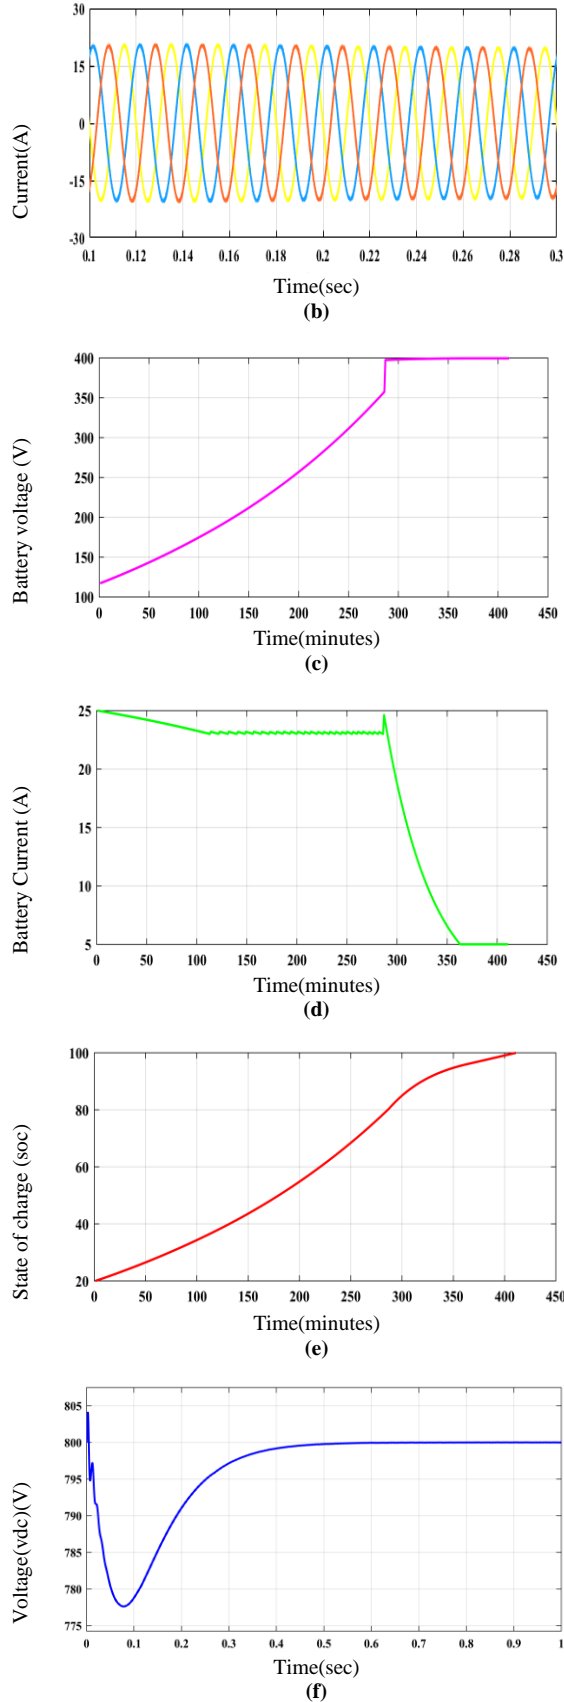 30
15
0
-15
-30
Current(A)
0.1 0.12 0.14 0.16 0.18 0.2 0.22 0.24 0.26 0.28 0.3
Time(sec)
(b)
400
350
300
250
200
150
100
Battery voltage (V)
0 50 100 150 200 250 300 350 400 450
Time(minutes)
(c)
25
20
15
10
5
Battery Current (A)
0 50 100 150 200 250 300 350 400 450
Time(minutes)
(d)
100
80
60
40
20
State of charge (soc)
0 50 100 150 200 250 300 350 400 450
Time(minutes)
(e)
805
800
795
790
785
780
775
Voltage(vdc)(V)
0 0.1 0.2 0.3 0.4 0.5 0.6 0.7 0.8 0.9 1
Time(sec)
(f)